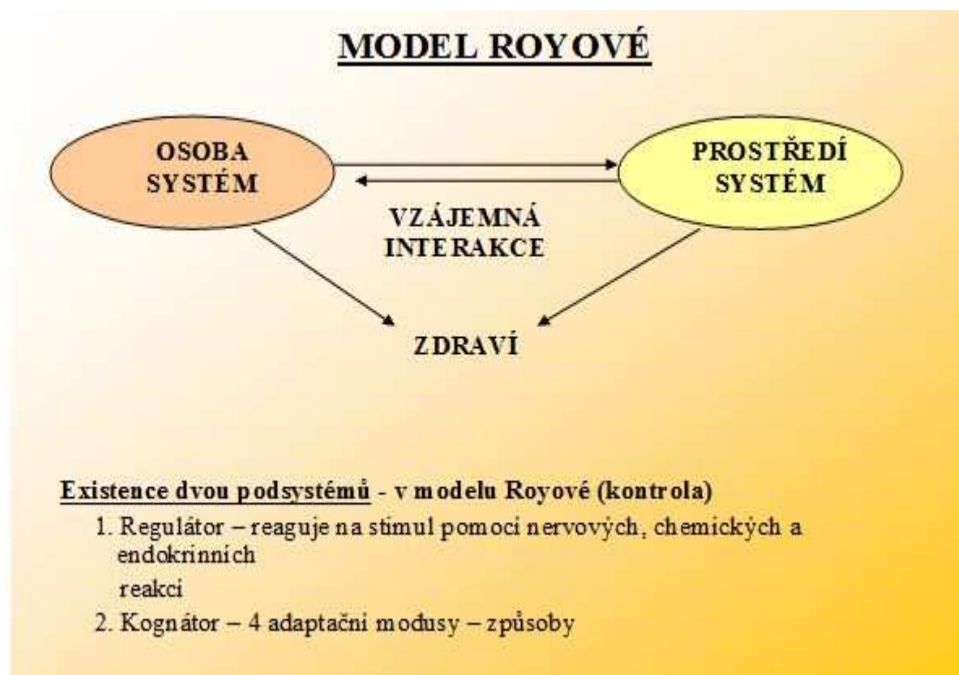 MODEL ROYOVÉ
OSOBA
SYSTÉM
PROSTŘEDÍ
SYSTÉM
VZÁJEMNÁ
INTERAKCE
ZDRAVÍ
Existence dvou podsystémů - v modelu Royové (kontrola)
1. Regulátor – reaguje na stimul pomocí nervových, chemických a
endokrinních
reakcí
2. Kognátor – 4 adaptační modusy – způsoby